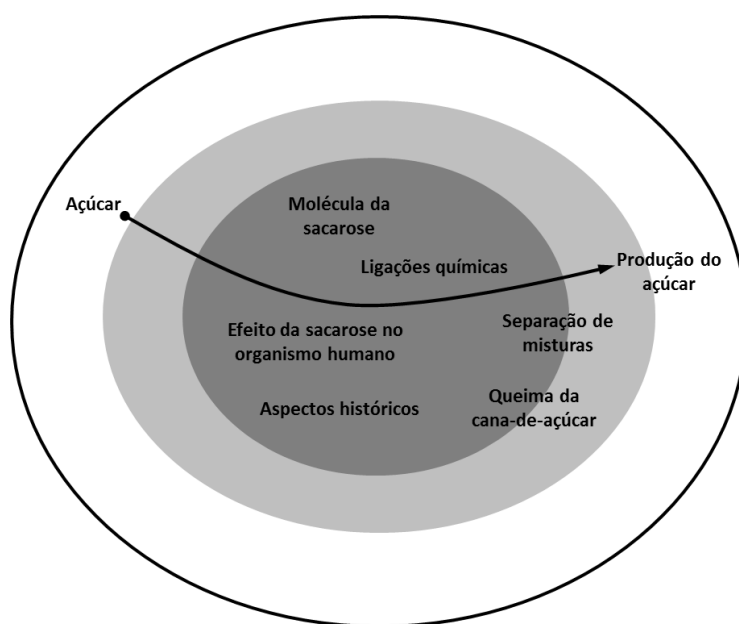 Açúcar
Molécula da
sacarose
Ligações químicas
Produção do
açúcar
Efeito da sacarose no
organismo humano
Separação de
misturas
Aspectos históricos
Queima da
cana-de-açúcar